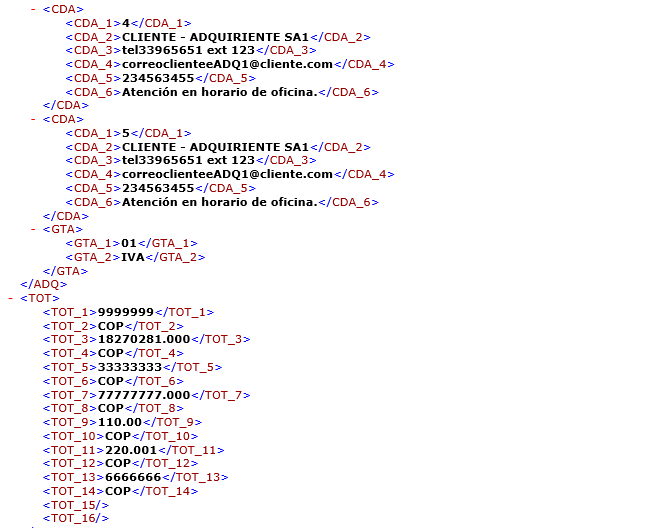 - <CDA>
<CDA_1>4</CDA_1>
<CDA_2>CLIENTE - ADQUIRIENTE SA1</CDA_2>
<CDA_3>tel33965651 ext 123</CDA_3>
<CDA_4>correoclienteeADQ1@cliente.com</CDA_4>
<CDA_5>234563455</CDA_5>
<CDA_6>Atención en horario de oficina.</CDA_6>
</CDA>
- <CDA>
<CDA_1>5</CDA_1>
<CDA_2>CLIENTE - ADQUIRIENTE SA1</CDA_2>
<CDA_3>tel33965651 ext 123</CDA_3>
<CDA_4>correoclienteeADQ1@cliente.com</CDA_4>
<CDA_5>234563455</CDA_5>
<CDA_6>Atención en horario de oficina.</CDA_6>
</CDA>
- <GTA>
<GTA_1>01</GTA_1>
<GTA_2>IVA</GTA_2>
</GTA>
</ADQ>
- <TOT>
<TOT_1>9999999</TOT_1>
<TOT_2>COP</TOT_2>
<TOT_3>18270281.000</TOT_3>
<TOT_4>COP</TOT_4>
<TOT_5>33333333</TOT_5>
<TOT_6>COP</TOT_6>
<TOT_7>77777777.000</TOT_7>
<TOT_8>COP</TOT_8>
<TOT_9>110.00</TOT_9>
<TOT_10>COP</TOT_10>
<TOT_11>220.001</TOT_11>
<TOT_12>COP</TOT_12>
<TOT_13>6666666</TOT_13>
<TOT_14>COP</TOT_14>
<TOT_15/>
<TOT_16/>